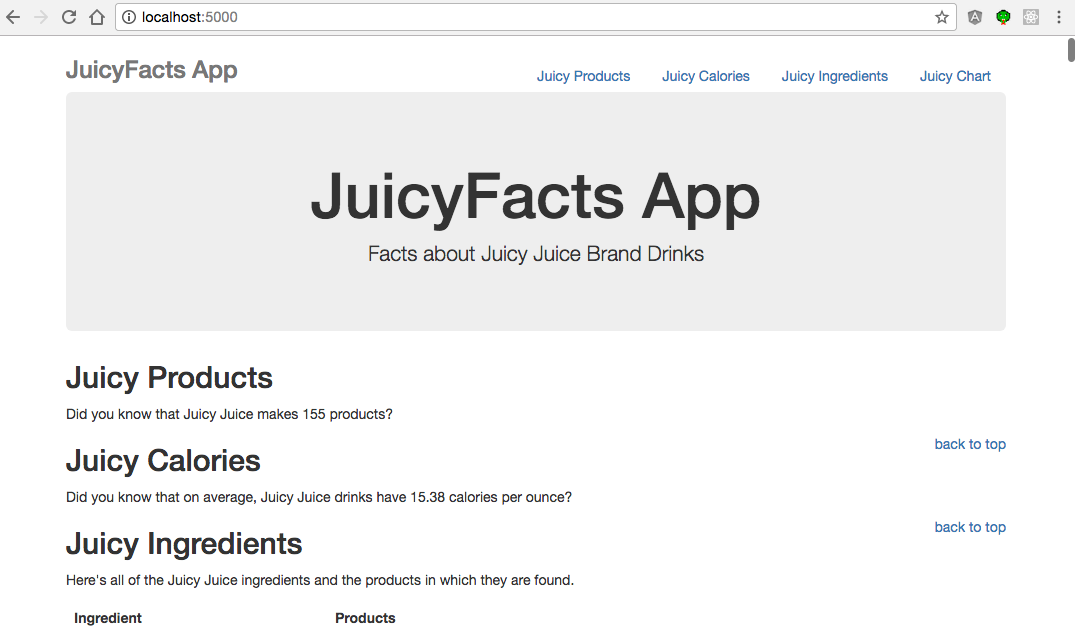 localhost:5000
JuicyFacts App
Juicy Products Juicy Calories Juicy Ingredients Juicy Chart
JuicyFacts App
Facts about Juicy Juice Brand Drinks
Juicy Products
Did you know that Juicy Juice makes 155 products?
back to top
Juicy Calories
Did you know that on average, Juicy Juice drinks have 15.38 calories per ounce?
back to top
Juicy Ingredients
Here's all of the Juicy Juice ingredients and the products in which they are found.
Ingredient Products